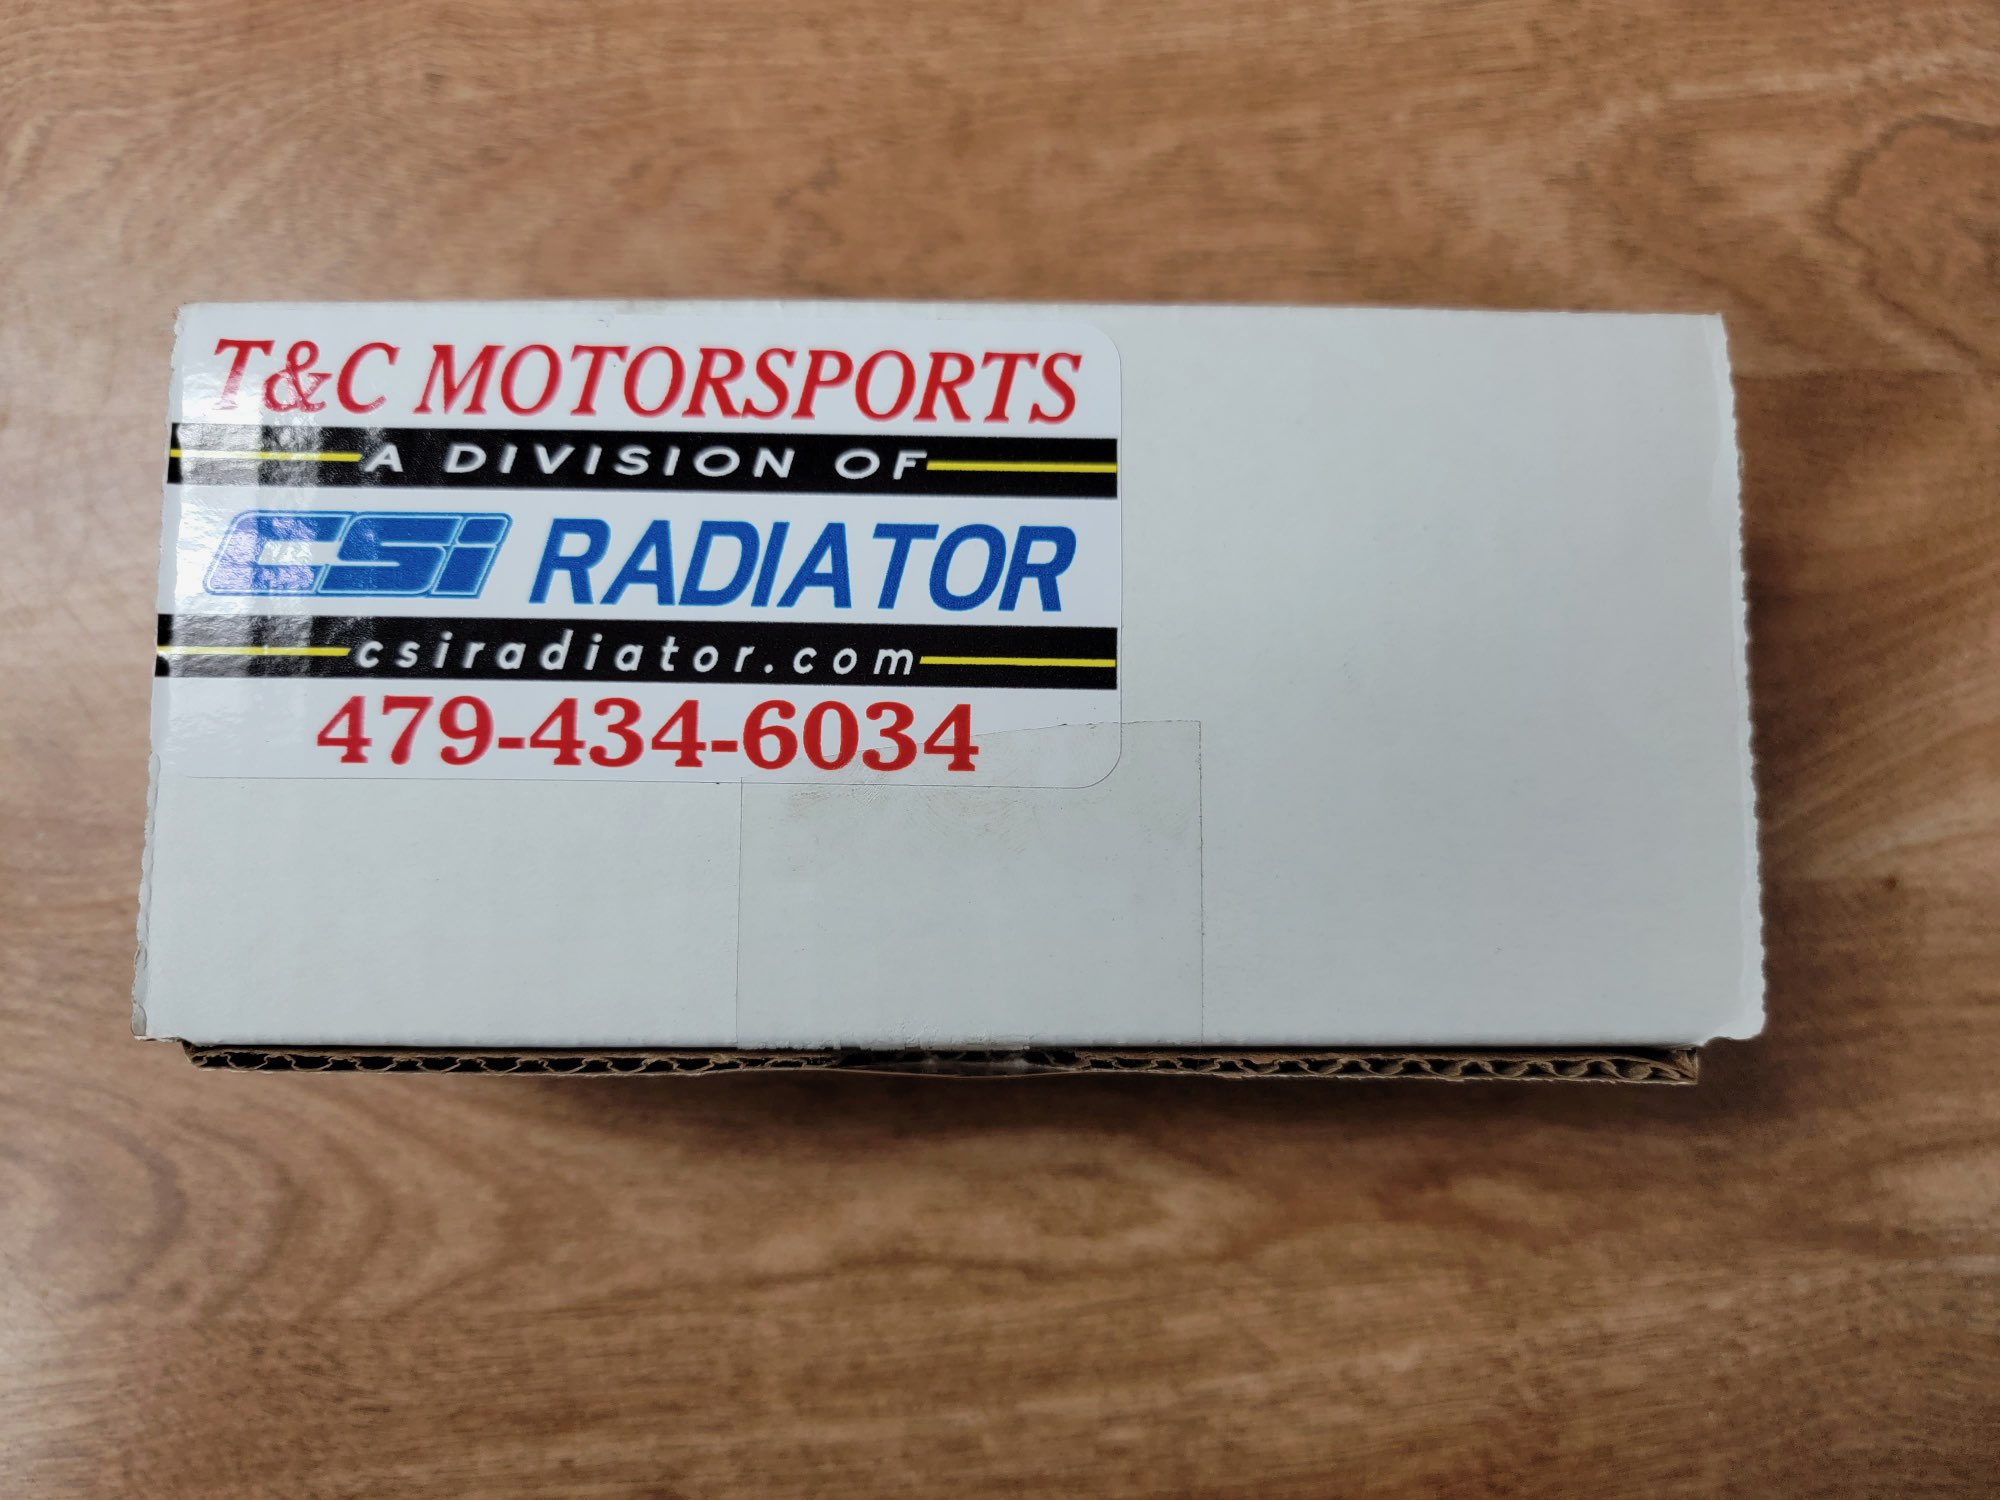 T&C MOTORSPORTS
A DIVISION OF
CSi RADIATOR
csiradiator.com
479-434-6034